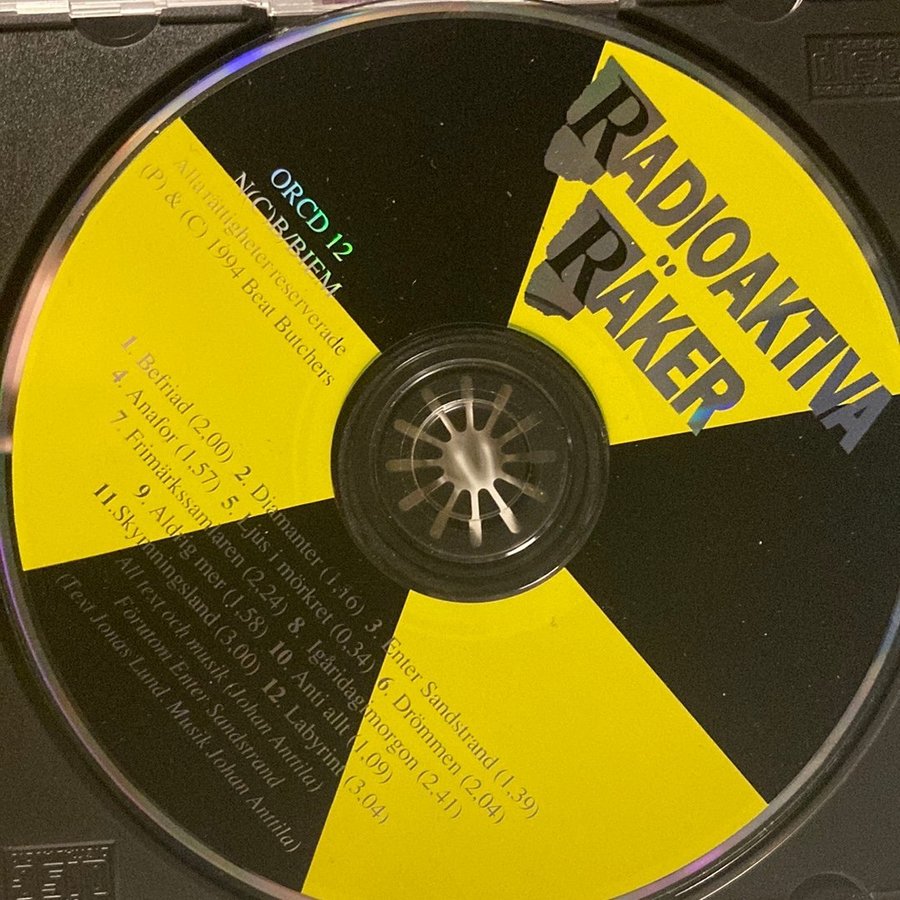 RADIOAKTIVA
RÄKER
ORCD 12
N(C)B/BIEM
Alla rättigheter reserverade
(P) & (C) 1994 Beat Butchers
1. Befriad (2,00) 2. Diamanter (1,16) 3. Enter Sandstrand (1,39)
4. Anafor (1,57) 5. Ljus i mörkret (0,34) 6. Drömmen (2,04)
7. Frimärkssamlaren (2,24) 8. Igåridagimorgon (2,41)
9. Aldrig mer (1,58) 10. Anti allt (1,09)
11. Skymningsland (3,00) 12. Labyrint (3,04)
All text och musik (Johan Anttila)
Förutom Enter Sandstrand
(Text Jonas Lund Musik Johan Anttila)